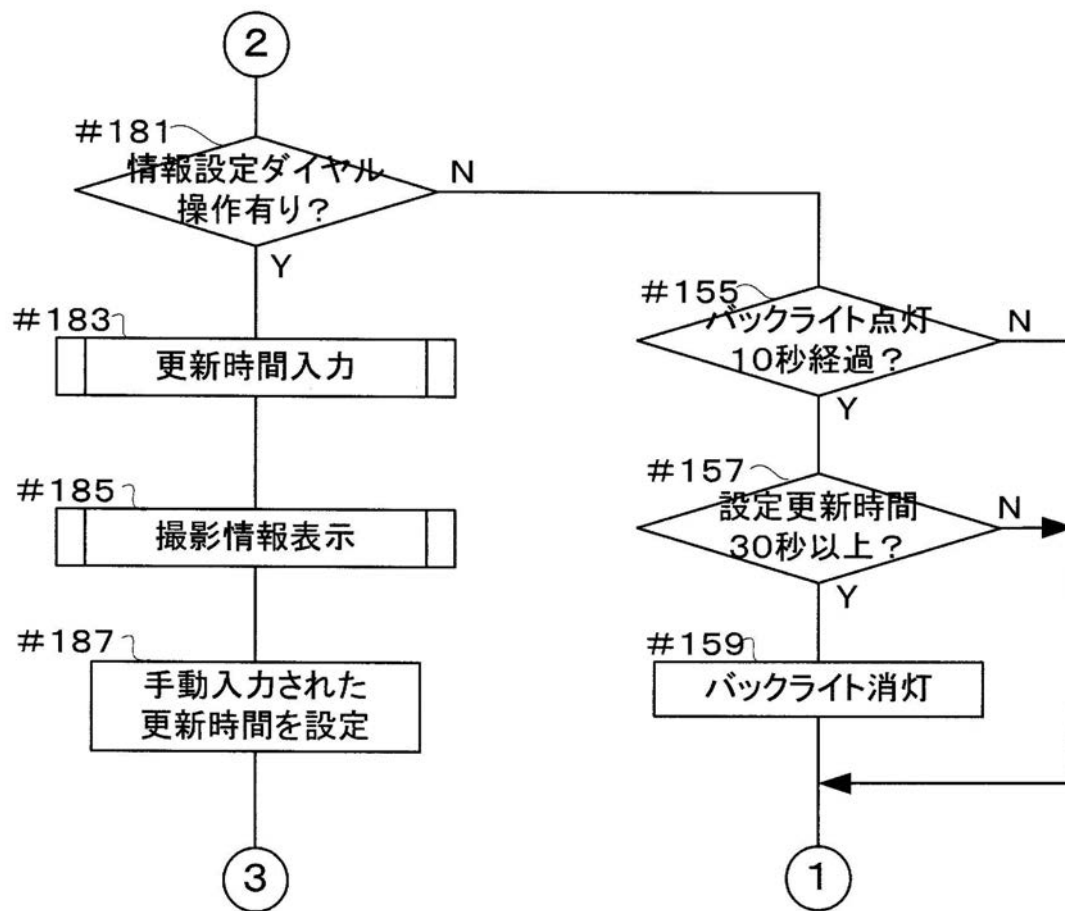 2
#181
情報設定ダイヤル
操作有り?
N
Y
#183
更新時間入力
#185
撮影情報表示
#187
手動入力された
更新時間を設定
3
#155
バックライト点灯
10秒経過?
N
Y
#157
設定更新時間
30秒以上?
N
Y
#159
バックライト消灯
1